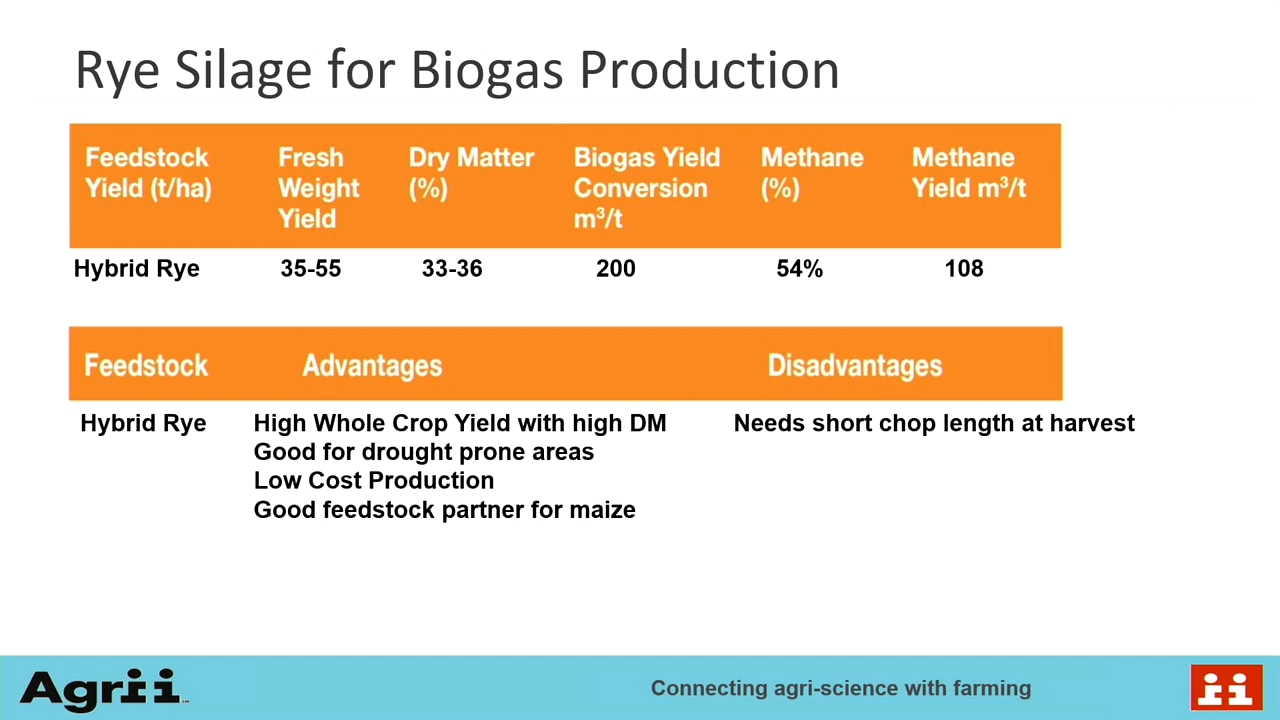 Rye Silage for Biogas Production
Feedstock Yield (t/ha) Fresh Weight Yield Dry Matter (%) Biogas Yield Conversion m³/t Methane (%) Methane Yield m³/t
Hybrid Rye 35-55 33-36 200 54% 108
Feedstock Advantages Disadvantages
Hybrid Rye High Whole Crop Yield with high DM Needs short chop length at harvest
Good for drought prone areas
Low Cost Production
Good feedstock partner for maize
Agrii Connecting agri-science with farming